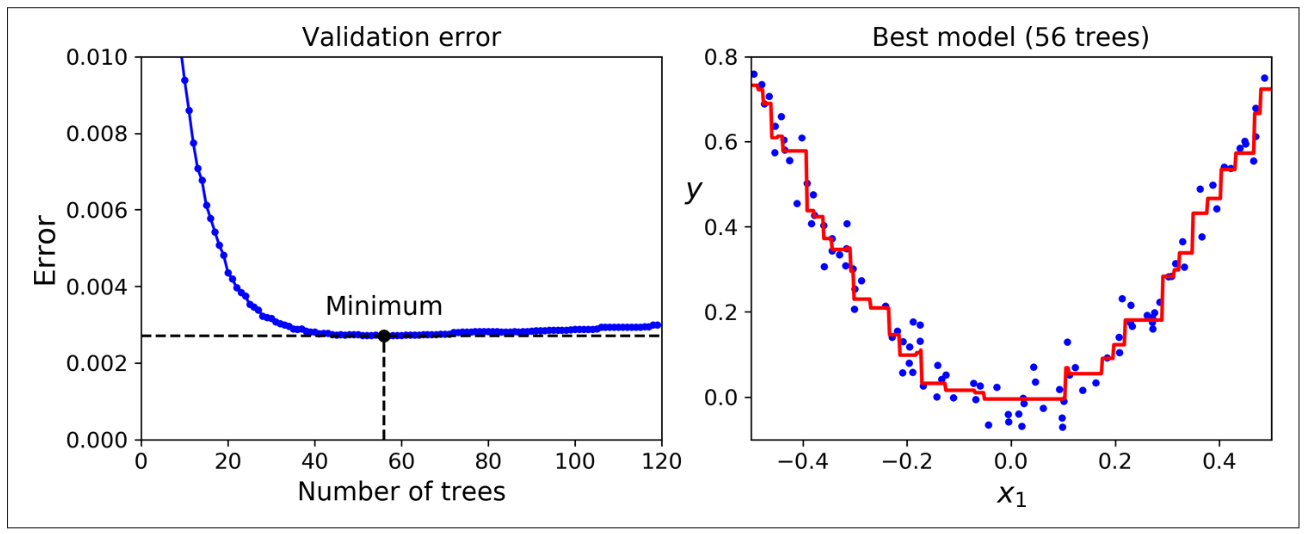 Validation error
0.010
0.008
0.006
0.004
0.002
0.000
Error
Minimum
0 20 40 60 80 100 120
Number of trees
Best model (56 trees)
0.8
0.6
0.4
0.2
0.0
y
−0.4 −0.2 0.0 0.2 0.4
x₁